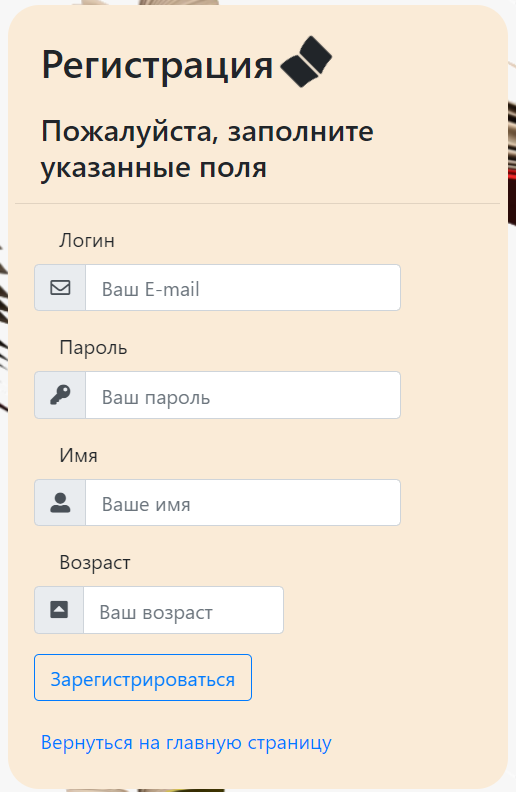 Регистрация
Пожалуйста, заполните
указанные поля
Логин
Ваш E-mail
Пароль
Ваш пароль
Имя
Ваше имя
Возраст
Ваш возраст
Зарегистрироваться
Вернуться на главную страницу